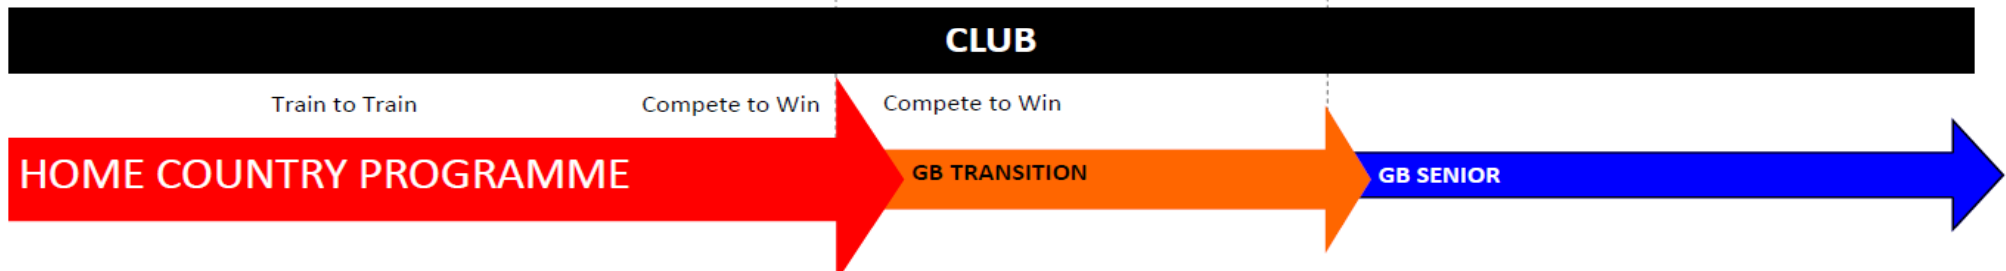 CLUB
Train to Train
Compete to Win
Compete to Win
HOME COUNTRY PROGRAMME
GB TRANSITION
GB SENIOR